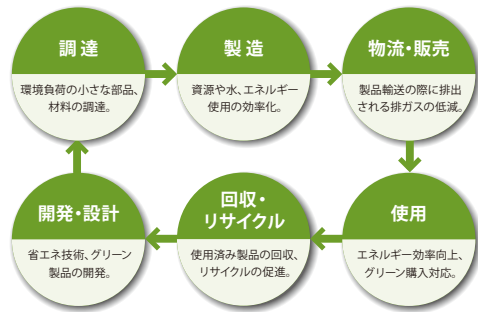 調達
環境負荷の小さな部品、
材料の調達。
製造
資源や水、エネルギー
使用の効率化。
物流・販売
製品輸送の際に排出
される排ガスの低減。
開発・設計
省エネ技術、グリーン
製品の開発。
回収・
リサイクル
使用済み製品の回収、
リサイクルの促進。
使用
エネルギー効率向上、
グリーン購入対応。